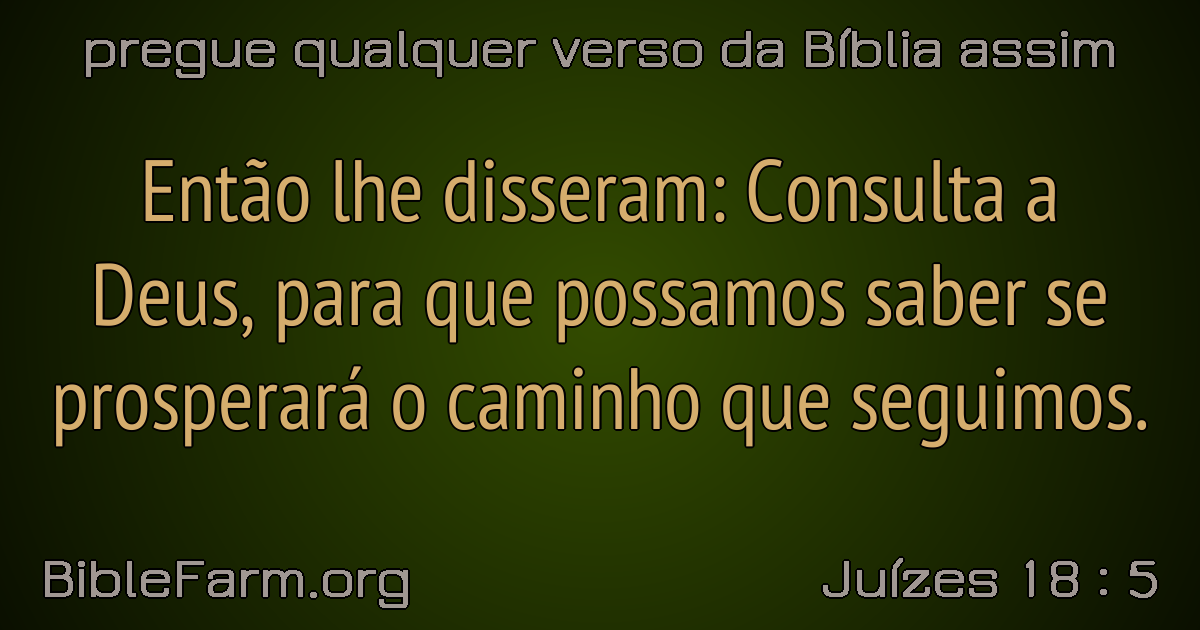 pregue qualquer verso da Bíblia assim
Então lhe disseram: Consulta a
Deus, para que possamos saber se
prosperará o caminho que seguimos.
BibleFarm.org
Juízes 18 : 5